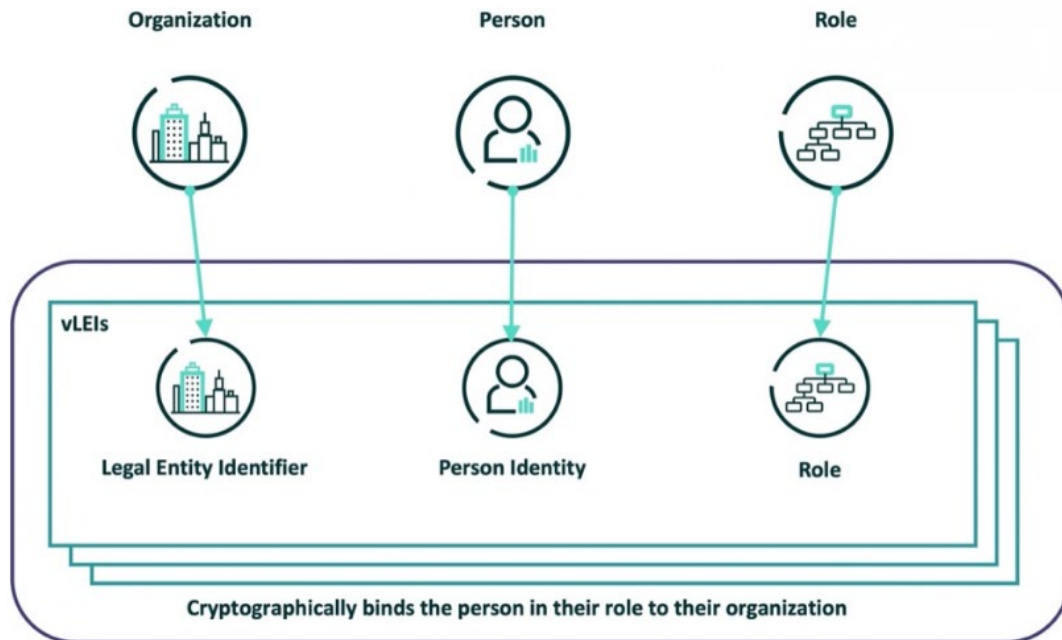 Organization
Person
Role
vLEIs
Legal Entity Identifier
Person Identity
Role
Cryptographically binds the person in their role to their organization